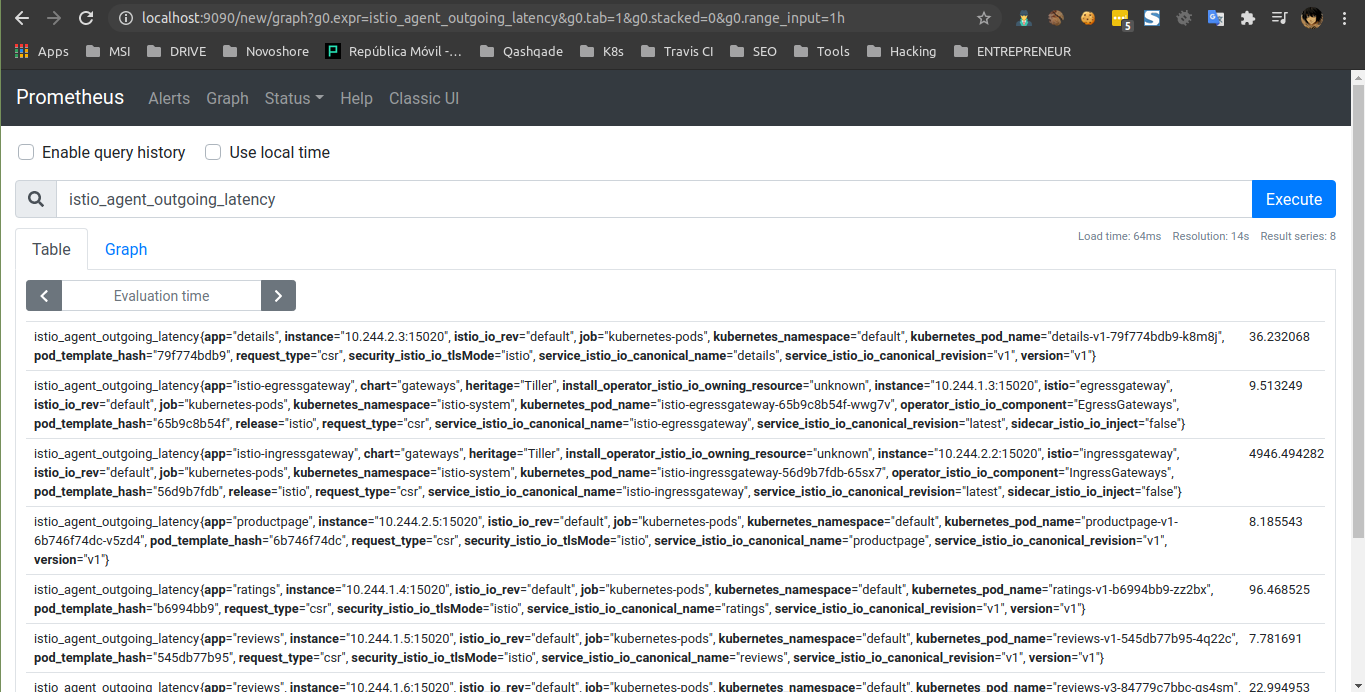 localhost:9090/new/graph?g0.expr=istio_agent_outgoing_latency&g0.tab=1&g0.stacked=0&g0.range_input=1h
5
Apps MSI DRIVE Novoshore República Móvil -... Qashqade K8s Travis CI SEO Tools Hacking ENTREPRENEUR
Prometheus Alerts Graph Status Help Classic UI
Enable query history Use local time
istio_agent_outgoing_latency Execute
Table Graph Load time: 64ms Resolution: 14s Result series: 8
Evaluation time
istio_agent_outgoing_latency{app="details", instance="10.244.2.3:15020", istio_io_rev="default", job="kubernetes-pods", kubernetes_namespace="default", kubernetes_pod_name="details-v1-79f774bdb9-k8m8j", 36.232068
pod_template_hash="79f774bdb9", request_type="csr", security_istio_io_tlsMode="istio", service_istio_io_canonical_name="details", service_istio_io_canonical_revision="v1", version="v1"}
istio_agent_outgoing_latency{app="istio-egressgateway", chart="gateways", heritage="Tiller", install_operator_istio_io_owning_resource="unknown", instance="10.244.1.3:15020", istio="egressgateway", 9.513249
istio_io_rev="default", job="kubernetes-pods", kubernetes_namespace="istio-system", kubernetes_pod_name="istio-egressgateway-65b9c8b54f-wwg7v", operator_istio_io_component="EgressGateways",
pod_template_hash="65b9c8b54f", release="istio", request_type="csr", service_istio_io_canonical_name="istio-egressgateway", service_istio_io_canonical_revision="latest", sidecar_istio_io_inject="false"}
istio_agent_outgoing_latency{app="istio-ingressgateway", chart="gateways", heritage="Tiller", install_operator_istio_io_owning_resource="unknown", instance="10.244.2.2:15020", istio="ingressgateway", 4946.494282
istio_io_rev="default", job="kubernetes-pods", kubernetes_namespace="istio-system", kubernetes_pod_name="istio-ingressgateway-56d9b7fdb-65sx7", operator_istio_io_component="IngressGateways",
pod_template_hash="56d9b7fdb", release="istio", request_type="csr", service_istio_io_canonical_name="istio-ingressgateway", service_istio_io_canonical_revision="latest", sidecar_istio_io_inject="false"}
istio_agent_outgoing_latency{app="productpage", instance="10.244.2.5:15020", istio_io_rev="default", job="kubernetes-pods", kubernetes_namespace="default", kubernetes_pod_name="productpage-v1- 8.185543
6b746f74dc-v5zd4", pod_template_hash="6b746f74dc", request_type="csr", security_istio_io_tlsMode="istio", service_istio_io_canonical_name="productpage", service_istio_io_canonical_revision="v1",
version="v1"}
istio_agent_outgoing_latency{app="ratings", instance="10.244.1.4:15020", istio_io_rev="default", job="kubernetes-pods", kubernetes_namespace="default", kubernetes_pod_name="ratings-v1-b6994bb9-zz2bx", 96.468525
pod_template_hash="b6994bb9", request_type="csr", security_istio_io_tlsMode="istio", service_istio_io_canonical_name="ratings", service_istio_io_canonical_revision="v1", version="v1"}
istio_agent_outgoing_latency{app="reviews", instance="10.244.1.5:15020", istio_io_rev="default", job="kubernetes-pods", kubernetes_namespace="default", kubernetes_pod_name="reviews-v1-545db77b95-4q22c", 7.781691
pod_template_hash="545db77b95", request_type="csr", security_istio_io_tlsMode="istio", service_istio_io_canonical_name="reviews", service_istio_io_canonical_revision="v1", version="v1"}
istio_agent_outgoing_latency{app="reviews", instance="10.244.1.6:15020", istio_io_rev="default", job="kubernetes-pods", kubernetes_namespace="default", kubernetes_pod_name="reviews-v3-84779c7bbc-gs4sm", 22.994953